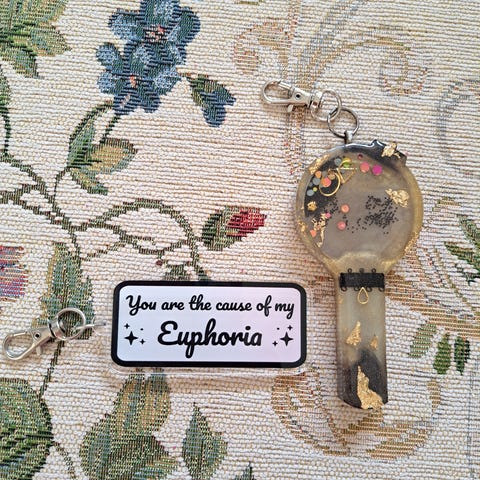 You are the cause of my
Euphoria